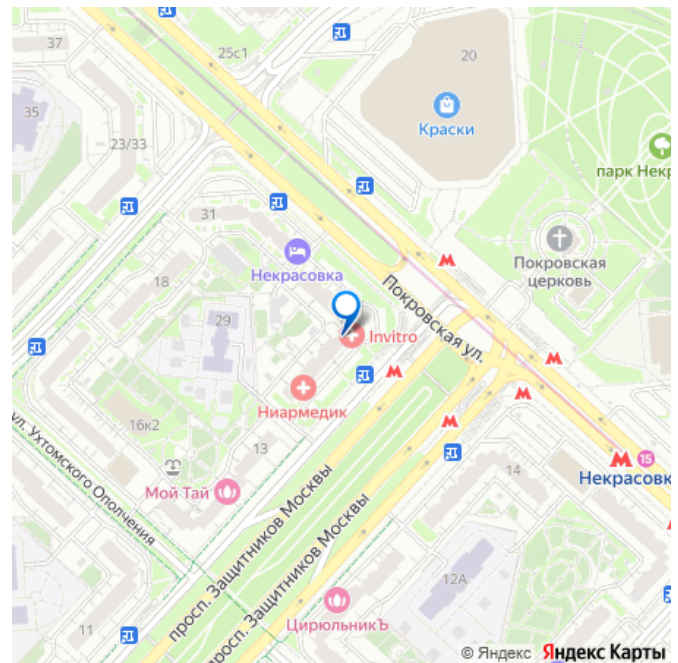 37
25с1
20
35
Краски
23/33
парк Некр
31
Покровская
церковь
Некрасовка
18
Покровская ул.
29
Invitro
Ниармедик
16к2
13
14
15
Некрасовк
ул. Ухтомского Ополчения
Мой Тай
просп. Защитников Москвы
просп. Защитников Москвы
12А
ЦирюльникЪ
11
© Яндекс Яндекс Карты